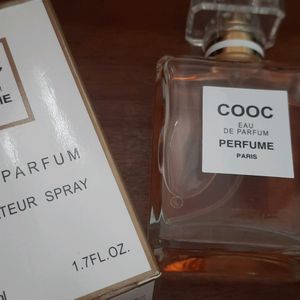 PARFUM
TEUR SPRAY
1.7FL.OZ.
COOC
EAU
DE PARFUM
PERFUME
PARIS